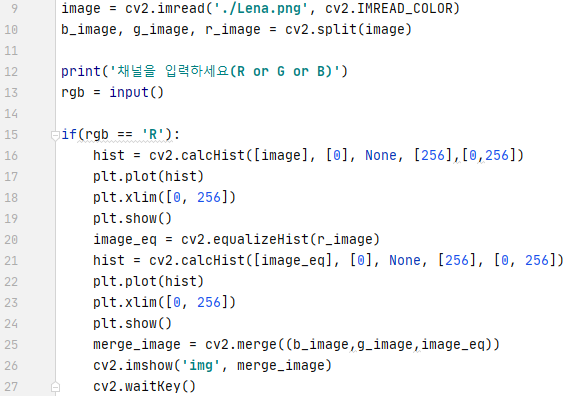 9 image = cv2.imread('./Lena.png', cv2.IMREAD_COLOR)
10 b_image, g_image, r_image = cv2.split(image)
11
12 print('채널을 입력하세요(R or G or B)')
13 rgb = input()
14
15 if(rgb == 'R'):
16     hist = cv2.calcHist([image], [0], None, [256],[0,256])
17     plt.plot(hist)
18     plt.xlim([0, 256])
19     plt.show()
20     image_eq = cv2.equalizeHist(r_image)
21     hist = cv2.calcHist([image_eq], [0], None, [256], [0, 256])
22     plt.plot(hist)
23     plt.xlim([0, 256])
24     plt.show()
25     merge_image = cv2.merge((b_image,g_image,image_eq))
26     cv2.imshow('img', merge_image)
27     cv2.waitKey()